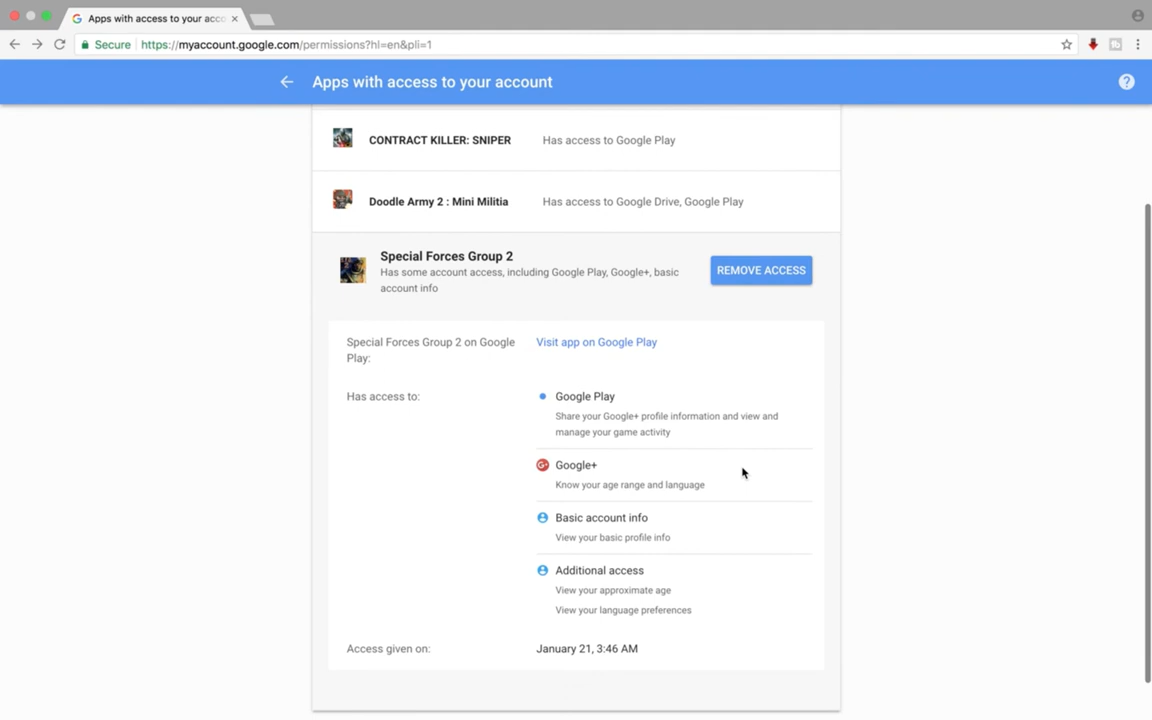 Apps with access to your acco
Secure https://myaccount.google.com/permissions?hl=en&pli=1
Apps with access to your account
CONTRACT KILLER: SNIPER Has access to Google Play
Doodle Army 2 : Mini Militia Has access to Google Drive, Google Play
Special Forces Group 2
Has some account access, including Google Play, Google+, basic
account info
REMOVE ACCESS
Special Forces Group 2 on Google
Play:
Visit app on Google Play
Has access to:
Google Play
Share your Google+ profile information and view and
manage your game activity
G+ Google+
Know your age range and language
Basic account info
View your basic profile info
Additional access
View your approximate age
View your language preferences
Access given on: January 21, 3:46 AM